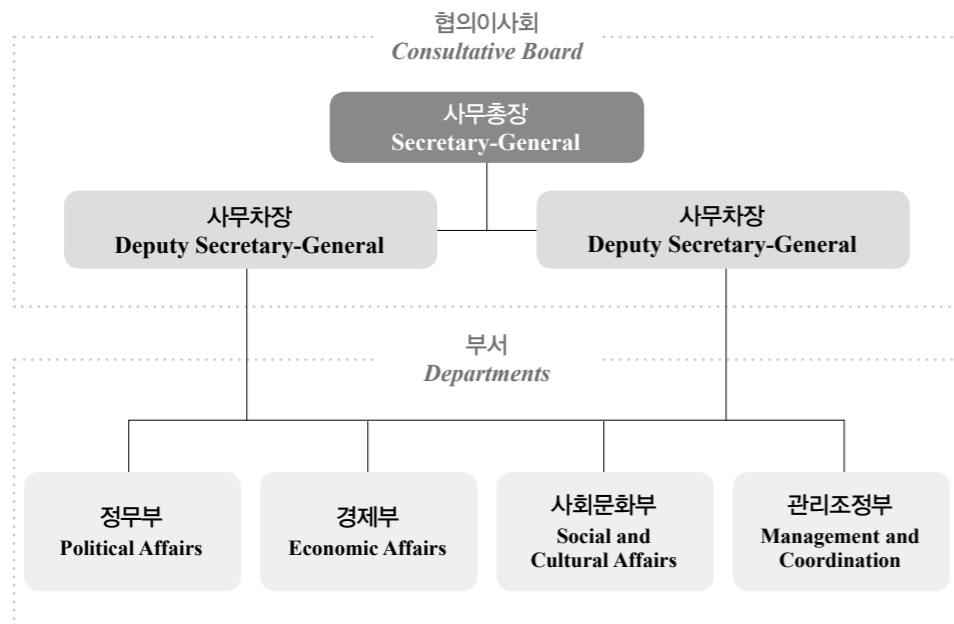 협의이사회
Consultative Board
사무총장
Secretary-General
사무차장
Deputy Secretary-General
사무차장
Deputy Secretary-General
부서
Departments
정무부
Political Affairs
경제부
Economic Affairs
사회문화부
Social and
Cultural Affairs
관리조정부
Management and
Coordination